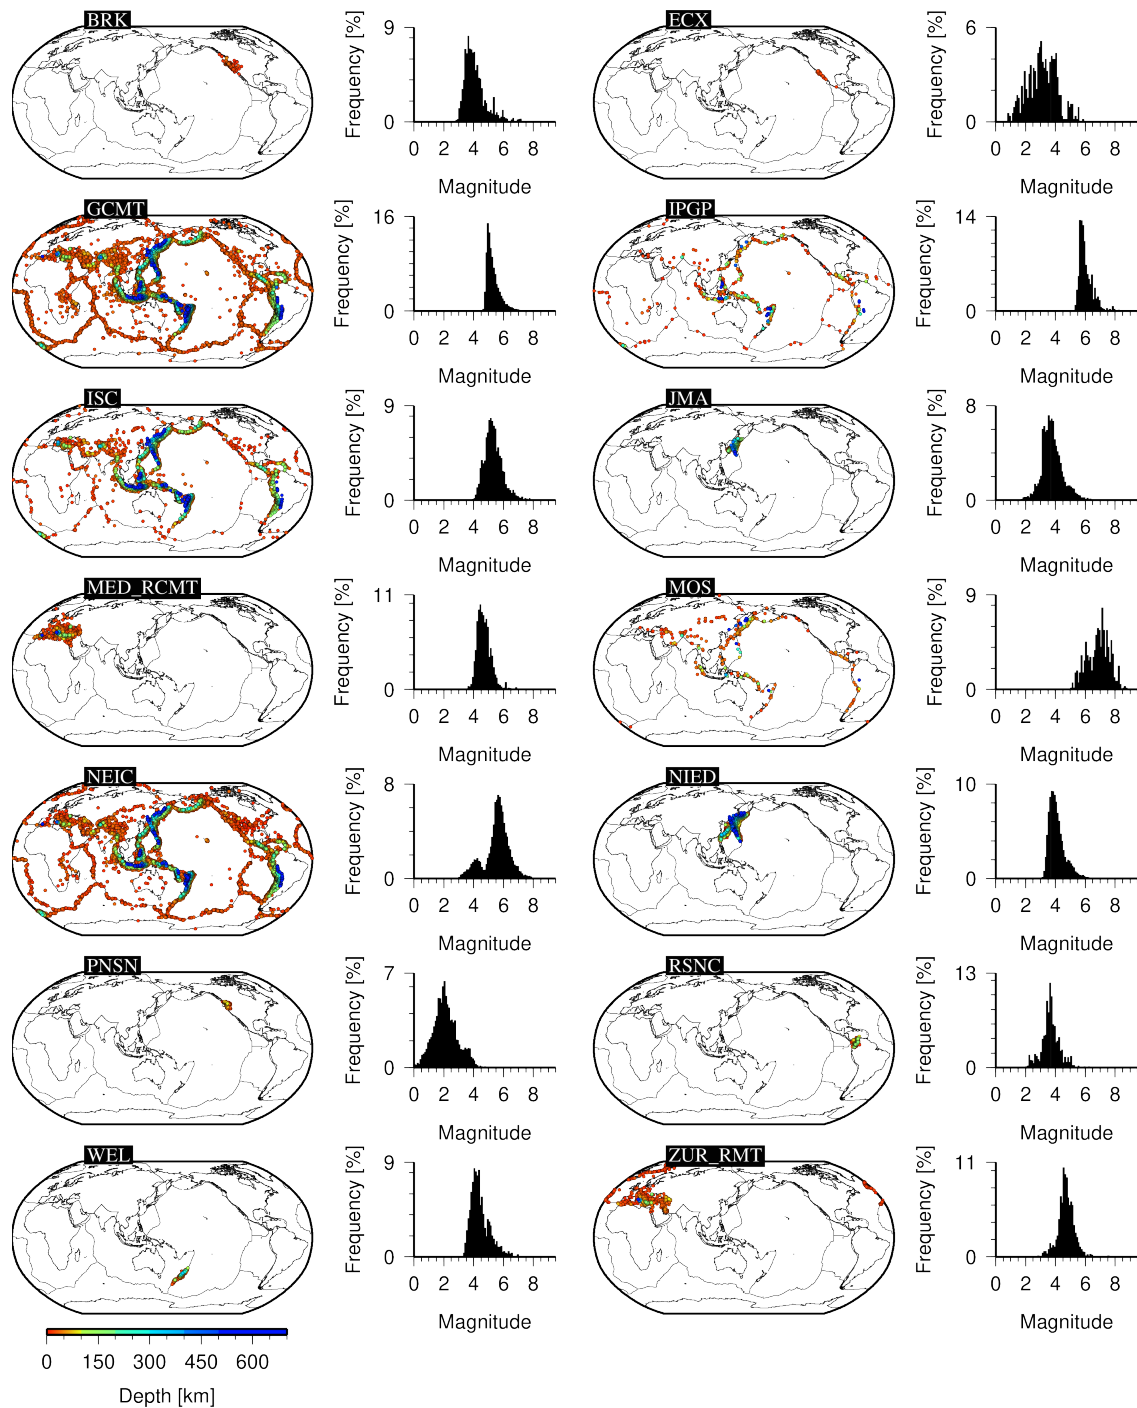 BRK
Frequency [%]
9
0
0 2 4 6 8
Magnitude
ECX
Frequency [%]
6
0
0 2 4 6 8
Magnitude
GCMT
Frequency [%]
16
0
0 2 4 6 8
Magnitude
IPGP
Frequency [%]
14
0
0 2 4 6 8
Magnitude
ISC
Frequency [%]
9
0
0 2 4 6 8
Magnitude
JMA
Frequency [%]
8
0
0 2 4 6 8
Magnitude
MED_RCMT
Frequency [%]
11
0
0 2 4 6 8
Magnitude
MOS
Frequency [%]
9
0
0 2 4 6 8
Magnitude
NEIC
Frequency [%]
8
0
0 2 4 6 8
Magnitude
NIED
Frequency [%]
10
0
0 2 4 6 8
Magnitude
PNSN
Frequency [%]
7
0
0 2 4 6 8
Magnitude
RSNC
Frequency [%]
13
0
0 2 4 6 8
Magnitude
WEL
Frequency [%]
9
0
0 2 4 6 8
Magnitude
ZUR_RMT
Frequency [%]
11
0
0 2 4 6 8
Magnitude
0 150 300 450 600
Depth [km]